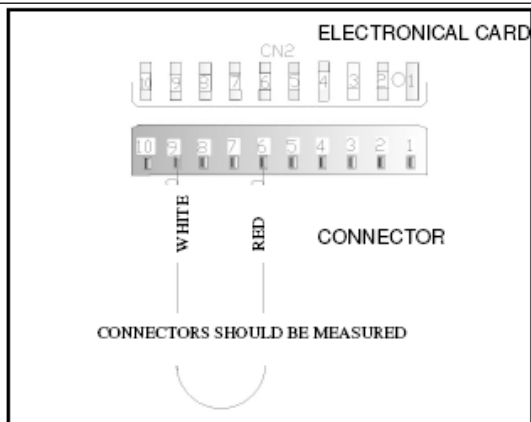 ELECTRONICAL CARD
CN2
10 9 8 7 6 5 4 3 2 1
10 9 8 7 6 5 4 3 2 1
WHITE
RED
CONNECTOR
CONNECTORS SHOULD BE MEASURED